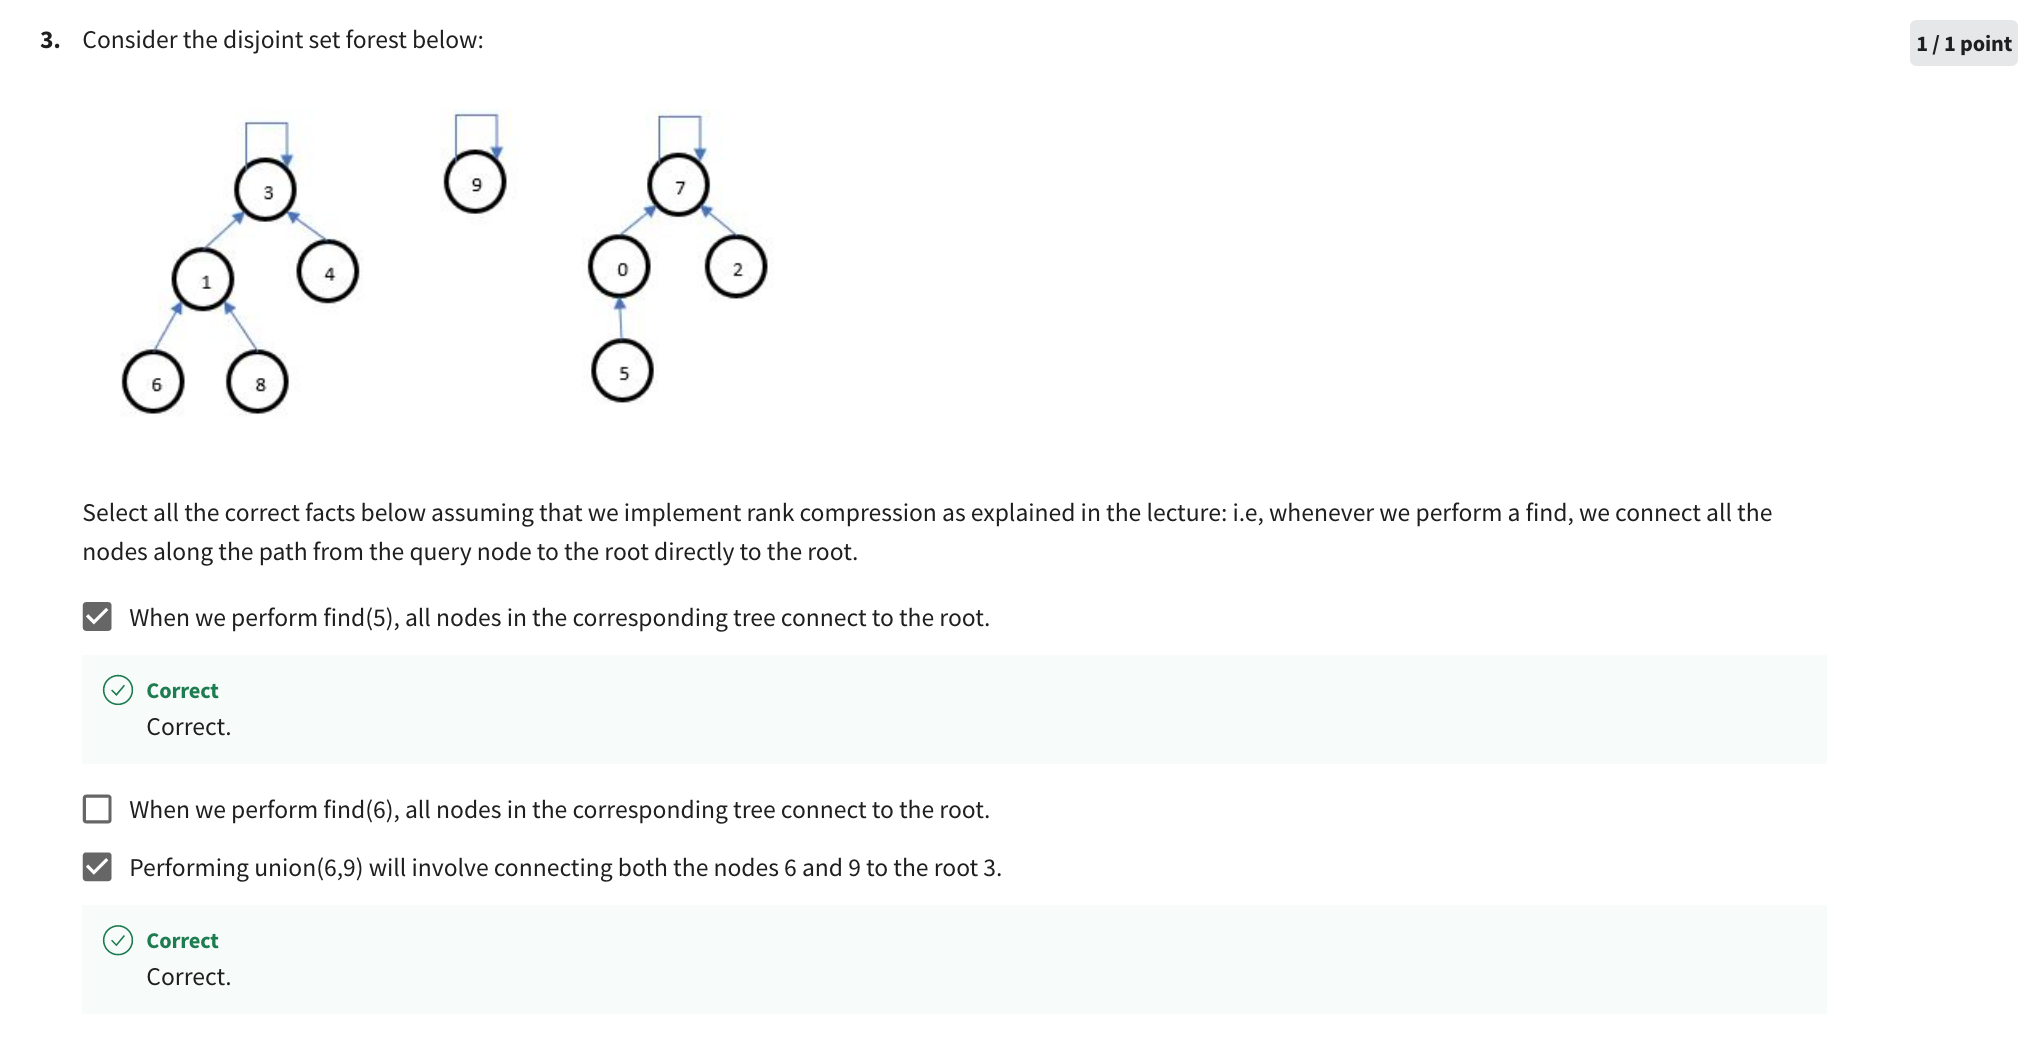 3. Consider the disjoint set forest below:
1 / 1 point
3
9
7
1
4
0
2
6
8
5
Select all the correct facts below assuming that we implement rank compression as explained in the lecture: i.e, whenever we perform a find, we connect all the
nodes along the path from the query node to the root directly to the root.
When we perform find(5), all nodes in the corresponding tree connect to the root.
Correct
Correct.
When we perform find(6), all nodes in the corresponding tree connect to the root.
Performing union(6,9) will involve connecting both the nodes 6 and 9 to the root 3.
Correct
Correct.